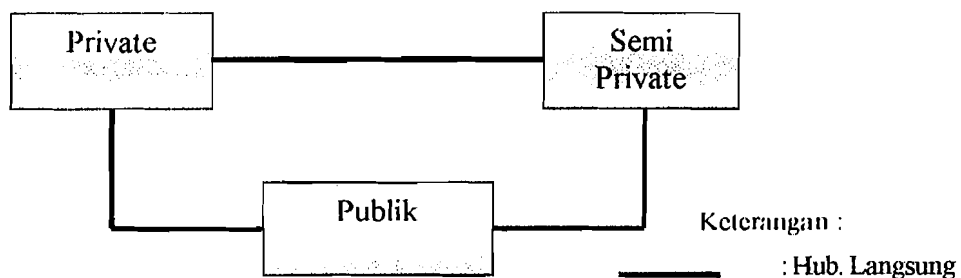 Private
Semi
Private
Publik
Keterangan :
: Hub. Langsung